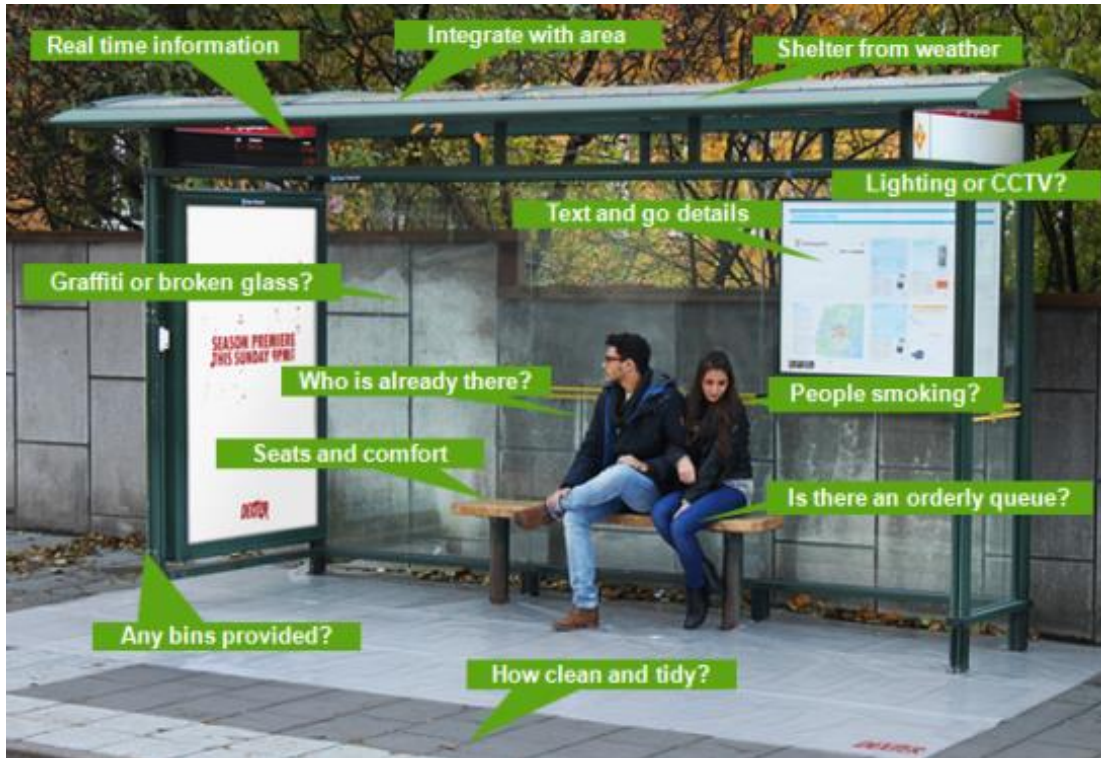 Real time information
Integrate with area
Shelter from weather
Lighting or CCTV?
Text and go details
Graffiti or broken glass?
SEASON PREMIERE
THIS SUNDAY 9PM
Who is already there?
People smoking?
Seats and comfort
Is there an orderly queue?
DEXTER
Any bins provided?
How clean and tidy?
DEXTER